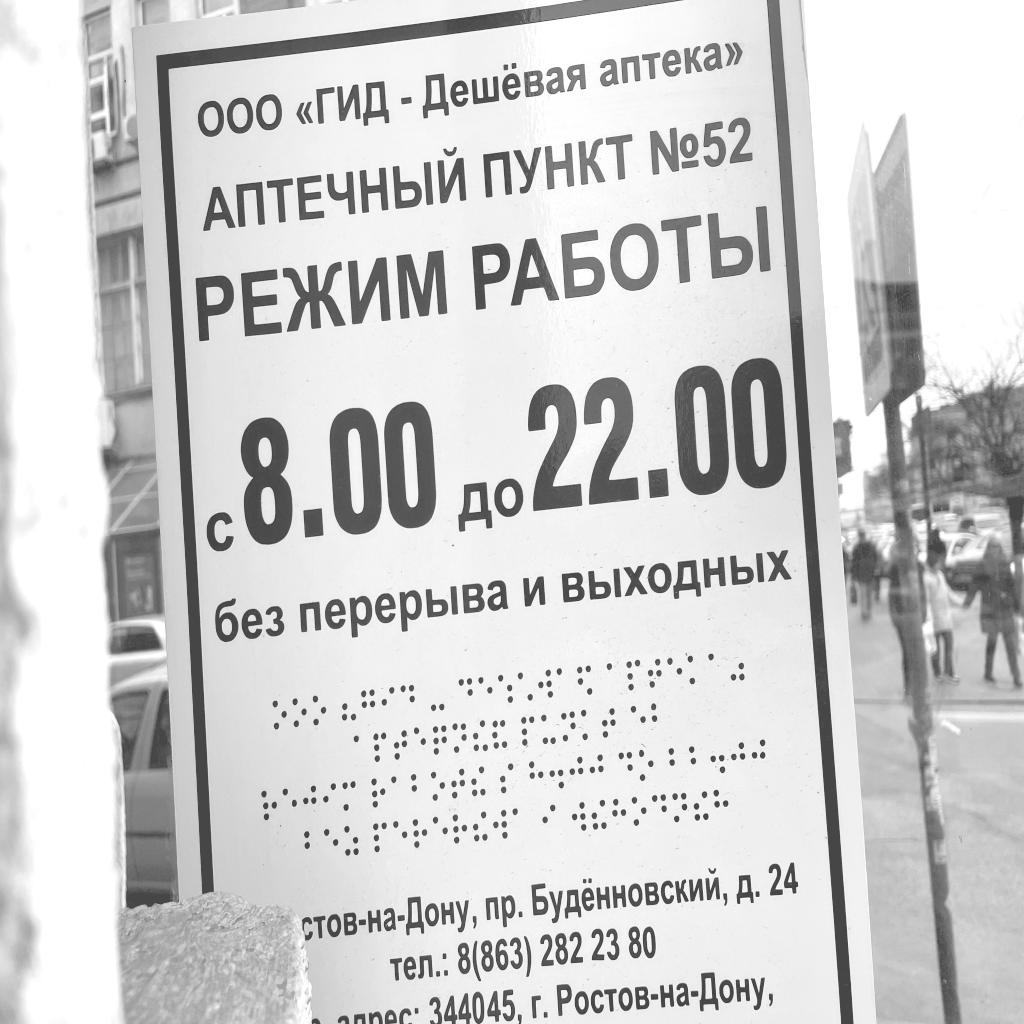 ООО «ГИД - Дешёвая аптека»
АПТЕЧНЫЙ ПУНКТ №52
РЕЖИМ РАБОТЫ
с 8.00 до 22.00
без перерыва и выходных
стов-на-Дону, пр. Будённовский, д. 24
тел.: 8(863) 282 23 80
адрес: 344045, г. Ростов-на-Дону,